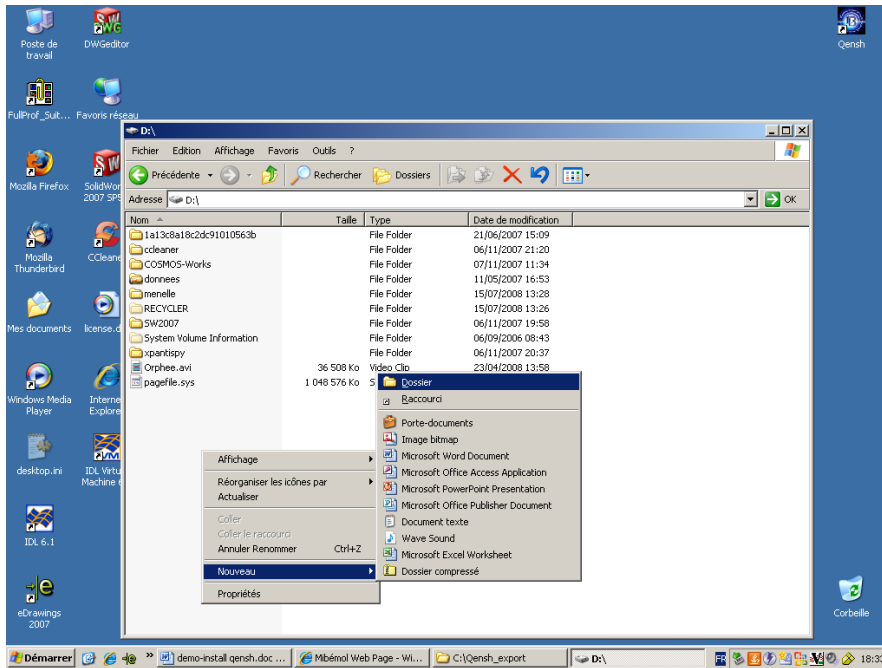 Poste de travail
DWGeditor
Qensh
FullProf_Suit...
Favoris réseau
Mozilla Firefox
SolidWor
2007 SP5
Mozilla Thunderbird
CCleane
Mes documents
license.d
Windows Media Player
Interne
Explore
desktop.ini
IDL Virtu
Machine 6
IDL 6.1
eDrawings 2007
Corbeille
D:\
Fichier Edition Affichage Favoris Outils ?
Précédente Rechercher Dossiers
Adresse D:\ OK
Nom Taille Type Date de modification
1a13c8a18c2dc91010563b File Folder 21/06/2007 15:09
ccleaner File Folder 06/11/2007 21:20
COSMOS-Works File Folder 07/11/2007 11:34
donnees File Folder 11/05/2007 16:53
menelle File Folder 15/07/2008 13:28
RECYCLER File Folder 15/07/2008 13:26
SW2007 File Folder 06/11/2007 19:58
System Volume Information File Folder 06/09/2006 08:43
xpantispy File Folder 06/11/2007 20:37
Orphee.avi 36 508 Ko Video Clip 23/04/2008 13:58
pagefile.sys 1 048 576 Ko S
Affichage
Réorganiser les icônes par
Actualiser
Coller
Coller le raccourci
Annuler Renommer Ctrl+Z
Nouveau
Propriétés
Dossier
Raccourci
Porte-documents
Image bitmap
Microsoft Word Document
Microsoft Office Access Application
Microsoft PowerPoint Presentation
Microsoft Office Publisher Document
Document texte
Wave Sound
Microsoft Excel Worksheet
Dossier compressé
Démarrer » demo-install qensh.doc ... Mibémol Web Page - Wi... C:\Qensh_export D:\ FR 18:3